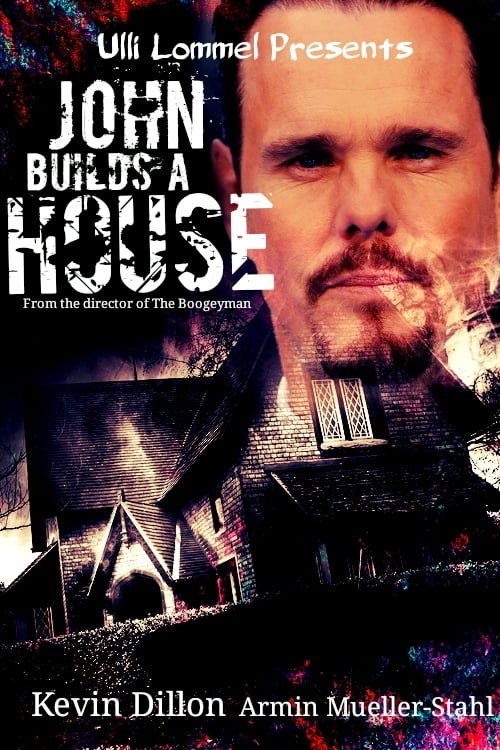 Ulli Lommel Presents
JOHN
BUILDS A
HOUSE
From the director of The Boogeyman
Kevin Dillon Armin Mueller-Stahl